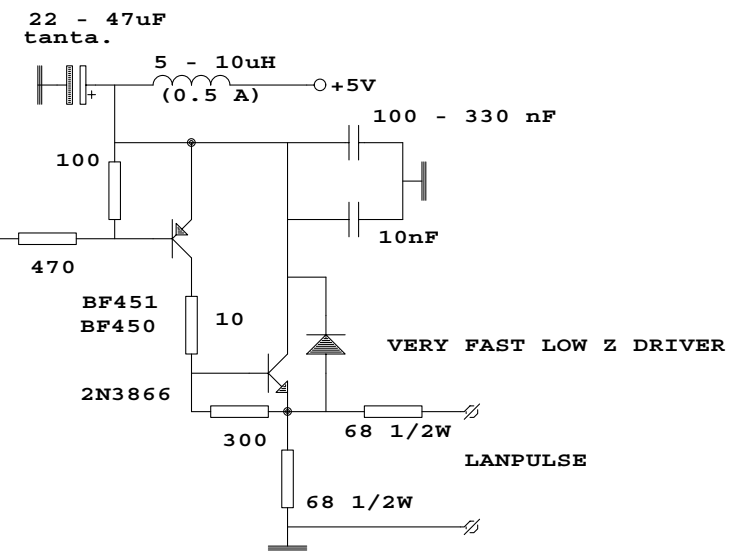 22 - 47uF
tanta.
5 - 10uH
(0.5 A)
+5V
+
100 - 330 nF
100
10nF
470
BF451
BF450
10
VERY FAST LOW Z DRIVER
2N3866
300
68 1/2W
LANPULSE
68 1/2W